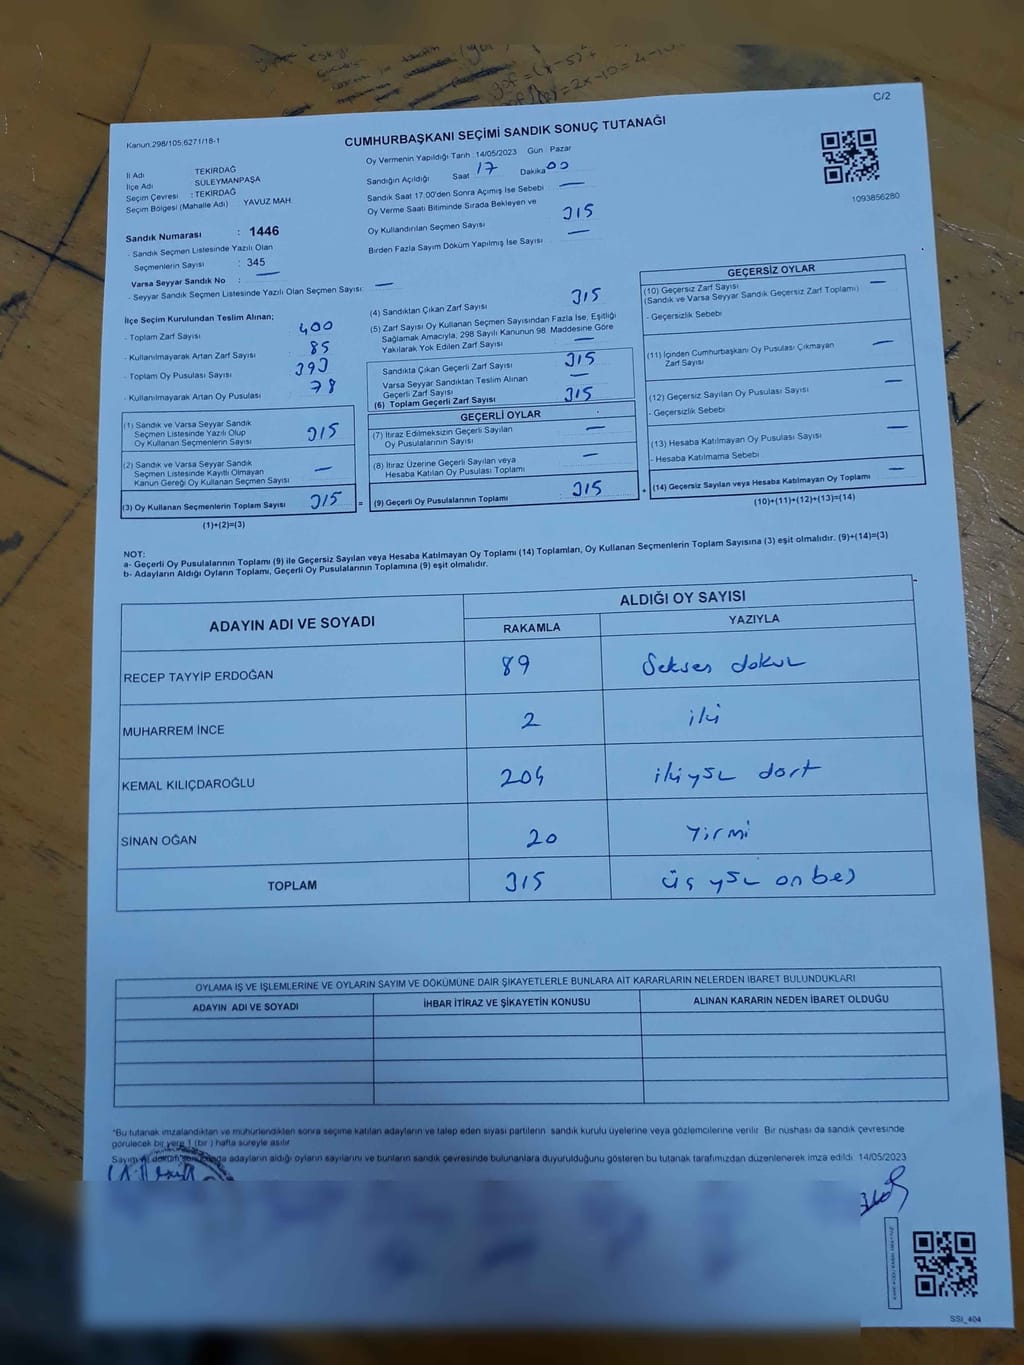 C/2
Kanun.298/105;6271/18-1
CUMHURBAŞKANI SEÇİMİ SANDIK SONUÇ TUTANAĞI
İl Adı TEKİRDAĞ
İlçe Adı SÜLEYMANPAŞA
Seçim Çevresi : TEKİRDAĞ
Seçim Bölgesi (Mahalle Adı) YAVUZ MAH.
Sandık Numarası : 1446
- Sandık Seçmen Listesinde Yazılı Olan
Seçmenlerin Sayısı : 345
Varsa Seyyar Sandık No : —
- Seyyar Sandık Seçmen Listesinde Yazılı Olan Seçmen Sayısı: —
Oy Vermenin Yapıldığı Tarih : 14/05/2023 Gün Pazar
Sandığın Açıldığı Saat 17 Dakika 00
Sandık Saat 17:00'den Sonra Açımış İse Sebebi —
Oy Verme Saati Bitiminde Sırada Bekleyen ve
Oy Kullandırılan Seçmen Sayısı 315
Birden Fazla Sayım Döküm Yapılmış İse Sayısı —
1093856280
İlçe Seçim Kurulundan Teslim Alınan;
- Toplam Zarf Sayısı : 400
- Kullanılmayarak Artan Zarf Sayısı : 85
- Toplam Oy Pusulası Sayısı : 393
- Kullanılmayarak Artan Oy Pusulası : 78
(1) Sandık ve Varsa Seyyar Sandık
Seçmen Listesinde Yazılı Olup
Oy Kullanan Seçmenlerin Sayısı 315
(2) Sandık ve Varsa Seyyar Sandık
Seçmen Listesinde Kayıtlı Olmayan
Kanun Gereği Oy Kullanan Seçmen Sayısı —
(3) Oy Kullanan Seçmenlerin Toplam Sayısı 315 =
(1)+(2)=(3)
(4) Sandıktan Çıkan Zarf Sayısı 315
(5) Zarf Sayısı Oy Kullanan Seçmen Sayısından Fazla İse, Eşitliği
Sağlamak Amacıyla, 298 Sayılı Kanunun 98. Maddesine Göre
Yakılarak Yok Edilen Zarf Sayısı —
Sandıkta Çıkan Geçerli Zarf Sayısı 315
Varsa Seyyar Sandıktan Teslim Alınan
Geçerli Zarf Sayısı —
(6) Toplam Geçerli Zarf Sayısı 315
GEÇERLİ OYLAR
(7) İtiraz Edilmeksizin Geçerli Sayılan
Oy Pusulalarının Sayısı —
(8) İtiraz Üzerine Geçerli Sayılan veya
Hesaba Katılan Oy Pusulası Toplamı —
(9) Geçerli Oy Pusulalarının Toplamı : 315 +
GEÇERSİZ OYLAR
(10) Geçersiz Zarf Sayısı —
(Sandık ve Varsa Seyyar Sandık Geçersiz Zarf Toplamı)
- Geçersizlik Sebebi
(11) İçinden Cumhurbaşkanı Oy Pusulası Çıkmayan
Zarf Sayısı —
(12) Geçersiz Sayılan Oy Pusulası Sayısı —
- Geçersizlik Sebebi
(13) Hesaba Katılmayan Oy Pusulası Sayısı —
- Hesaba Katılmama Sebebi
(14) Geçersiz Sayılan veya Hesaba Katılmayan Oy Toplamı —
(10)+(11)+(12)+(13)=(14)
NOT:
a- Geçerli Oy Pusulalarının Toplamı (9) ile Geçersiz Sayılan veya Hesaba Katılmayan Oy Toplamı (14) Toplamları, Oy Kullanan Seçmenlerin Toplam Sayısına (3) eşit olmalıdır. (9)+(14)=(3)
b- Adayların Aldığı Oyların Toplamı, Geçerli Oy Pusulalarının Toplamına (9) eşit olmalıdır.
ADAYIN ADI VE SOYADI ALDIĞI OY SAYISI
RAKAMLA YAZIYLA
RECEP TAYYİP ERDOĞAN 89 Seksen dokuz
MUHARREM İNCE 2 iki
KEMAL KILIÇDAROĞLU 204 ikiyüz dört
SİNAN OĞAN 20 Yirmi
TOPLAM 315 üç yüz onbeş
OYLAMA İŞ VE İŞLEMLERİNE VE OYLARIN SAYIM VE DÖKÜMÜNE DAİR ŞİKAYETLERLE BUNLARA AİT KARARLARIN NELERDEN İBARET BULUNDUKLARI
ADAYIN ADI VE SOYADI İHBAR İTİRAZ VE ŞİKAYETİN KONUSU ALINAN KARARIN NEDEN İBARET OLDUĞU
*Bu tutanak imzalandıktan ve mühürlendikten sonra seçime katılan adayların ve talep eden siyasi partilerin sandık kurulu üyelerine veya gözlemcilerine verilir. Bir nüshası da sandık çevresinde
görülecek bir yere 1 (bir) hafta süreyle asılır
adayların aldığı oyların sayılarını ve bunların sandık çevresinde bulunanlara duyurulduğunu gösteren bu tutanak tarafımızdan düzenlenerek imza edildi 14/05/2023
SSİ_404